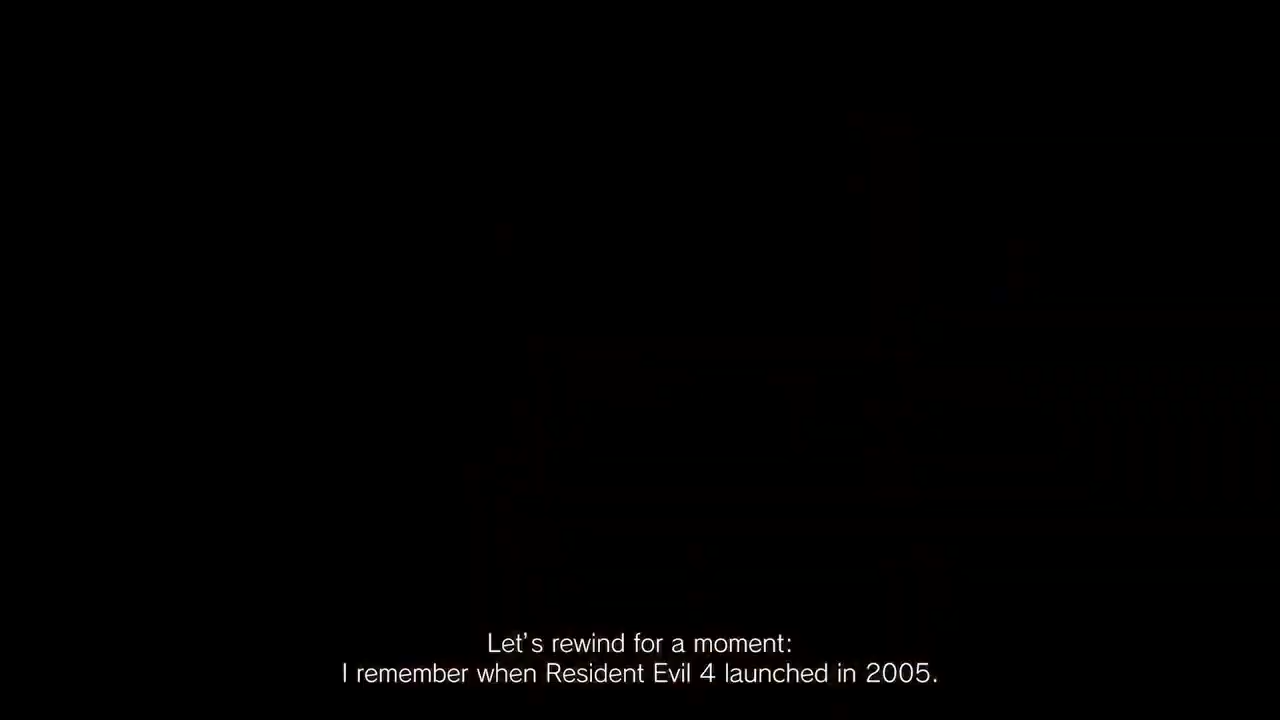 Let's rewind for a moment:
I remember when Resident Evil 4 launched in 2005.